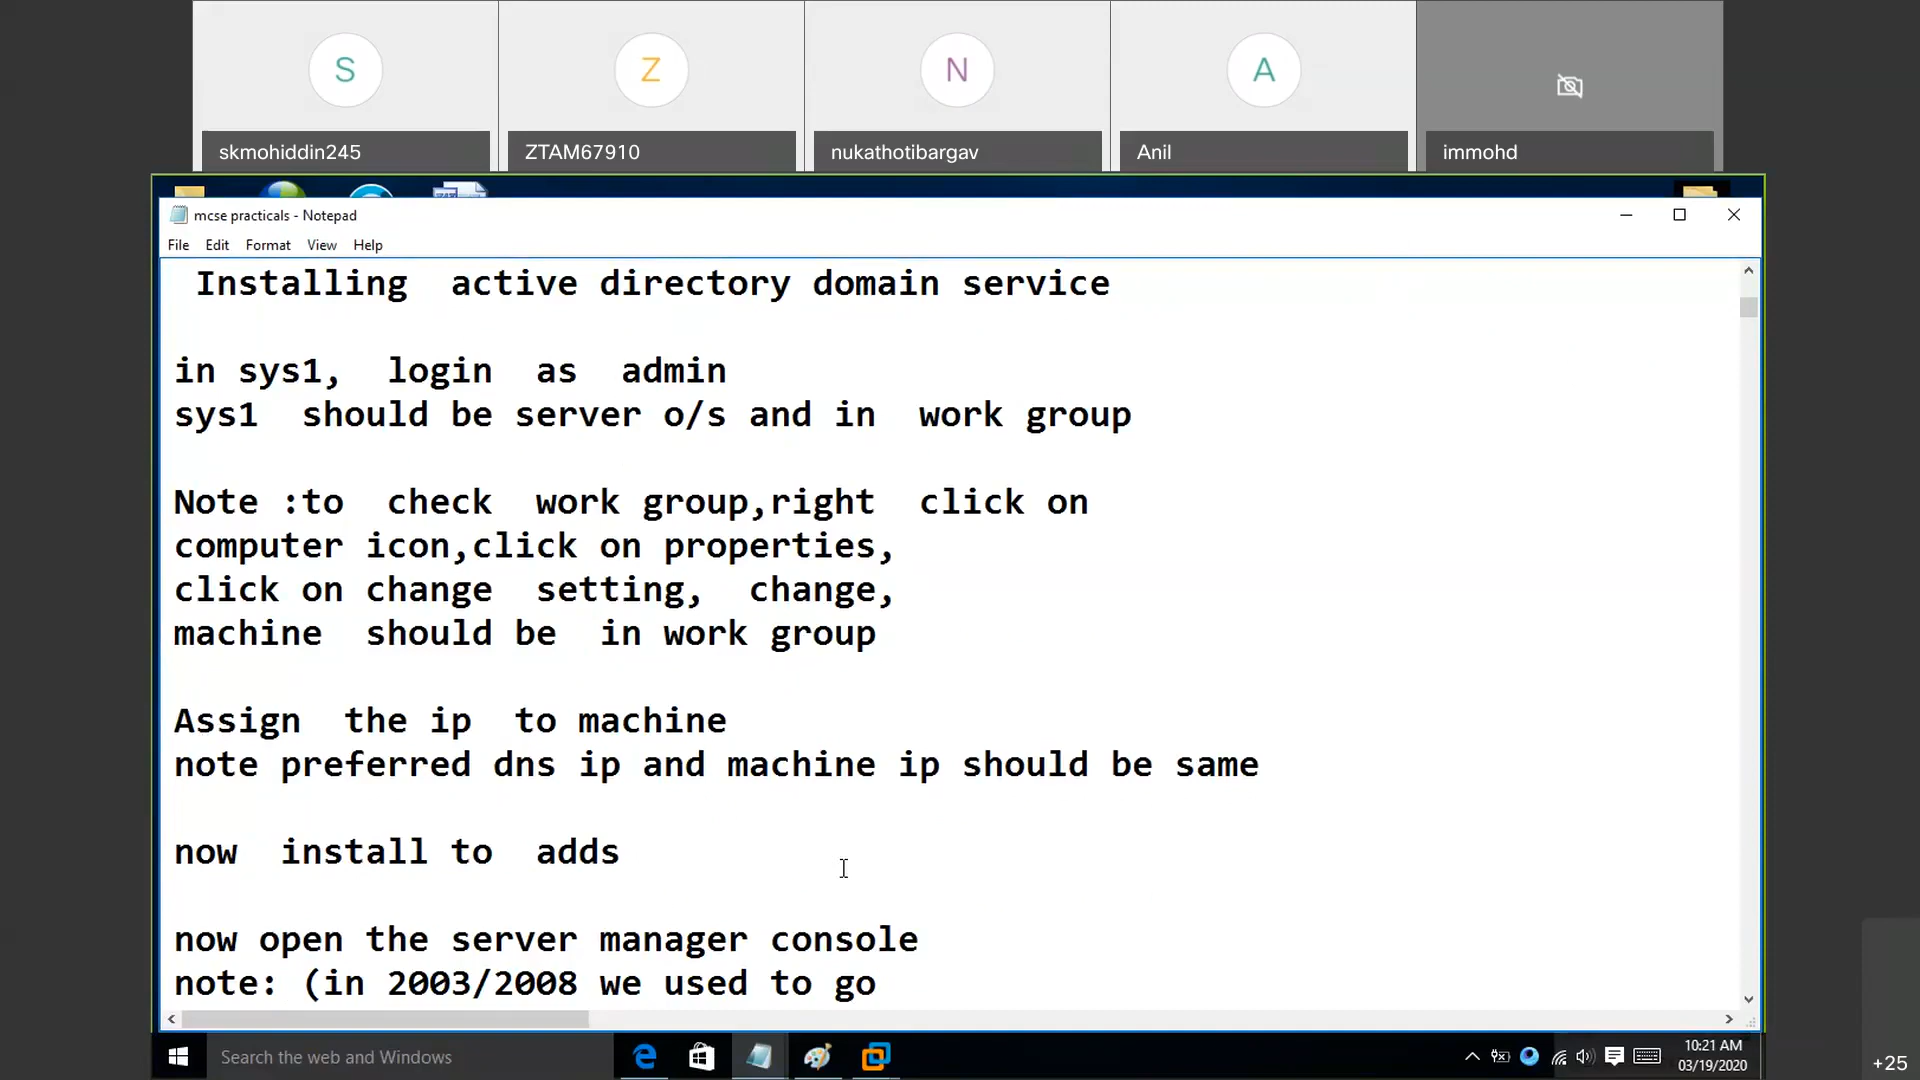 S
Z
N
A
skmohiddin245
ZTAM67910
nukathotibargav
Anil
immohd
mcse practicals - Notepad
File Edit Format View Help
Installing active directory domain service
in sys1, login as admin
sys1 should be server o/s and in work group
Note :to check work group,right click on
computer icon,click on properties,
click on change setting, change,
machine should be in work group
Assign the ip to machine
note preferred dns ip and machine ip should be same
now install to adds
now open the server manager console
note: (in 2003/2008 we used to go
Search the web and Windows
10:21 AM
03/19/2020
+25